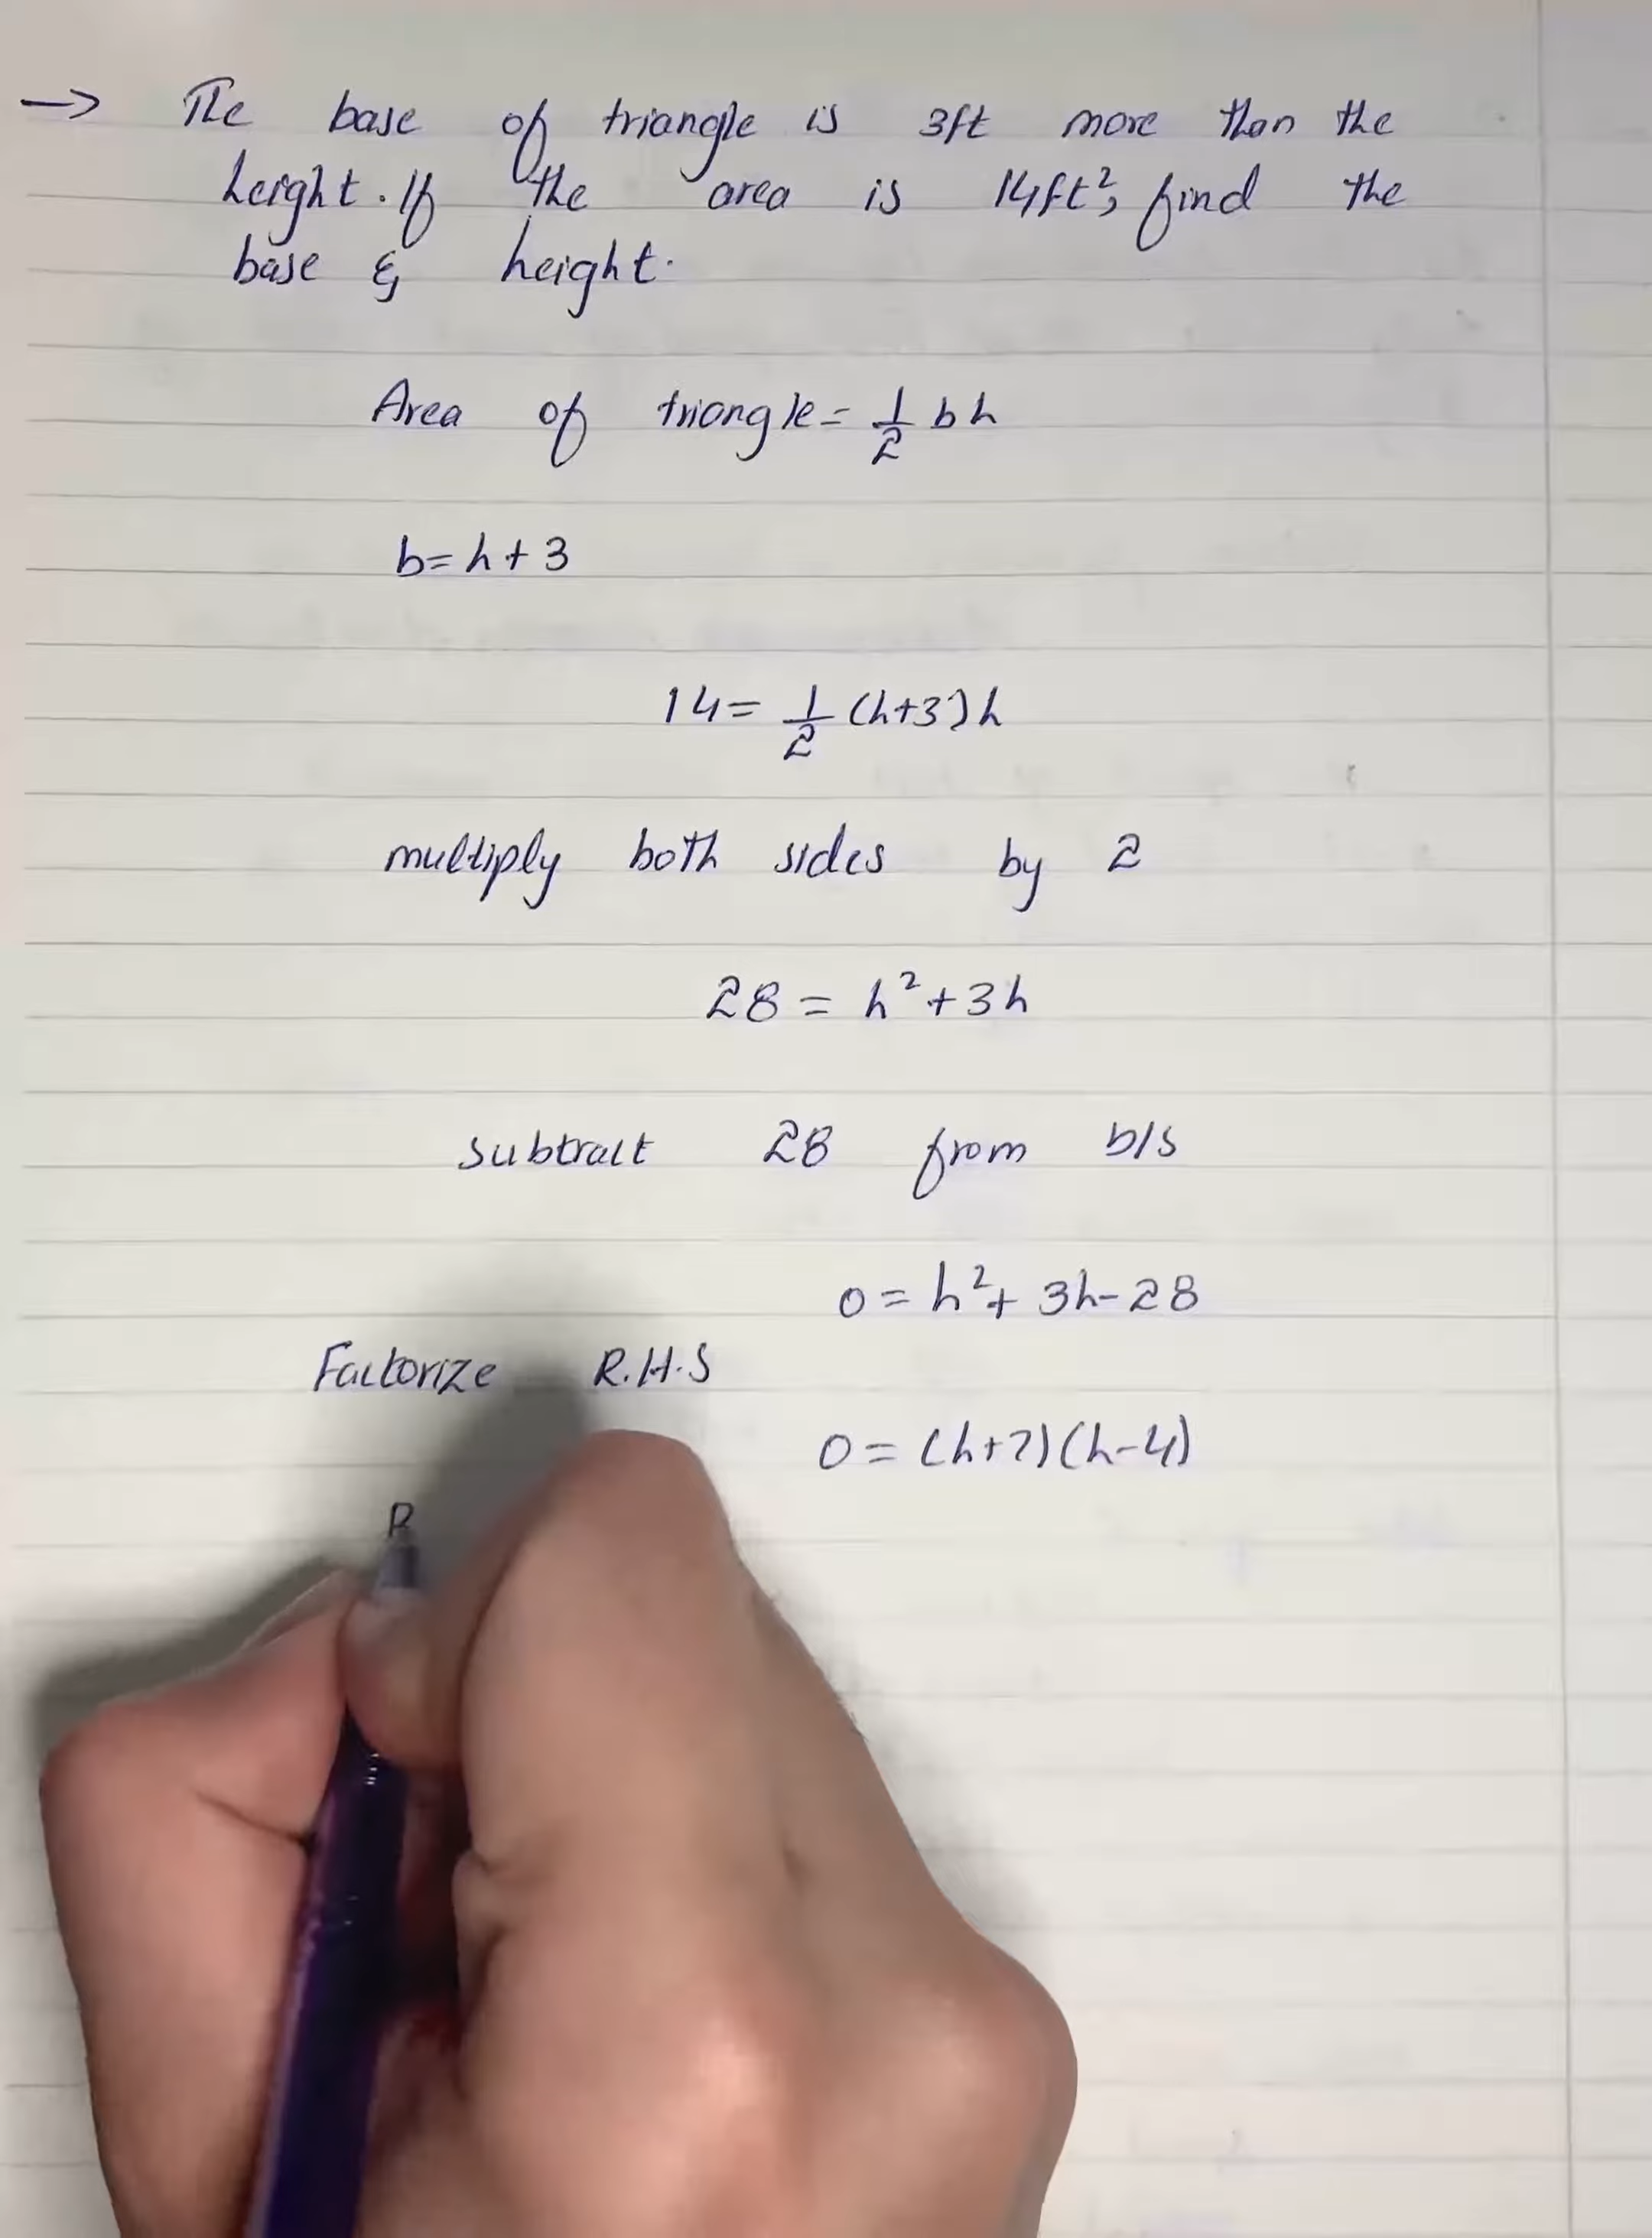 → The base of triangle is 3ft more than the
height. If the area is 14ft², find the
base & height.
Area of triangle = 1/2 bh
b = h + 3
14 = 1/2 (h+3)h
multiply both sides by 2
28 = h² + 3h
subtract 28 from b/s
0 = h² + 3h - 28
Factorize R.H.S
0 = (h+7)(h-4)